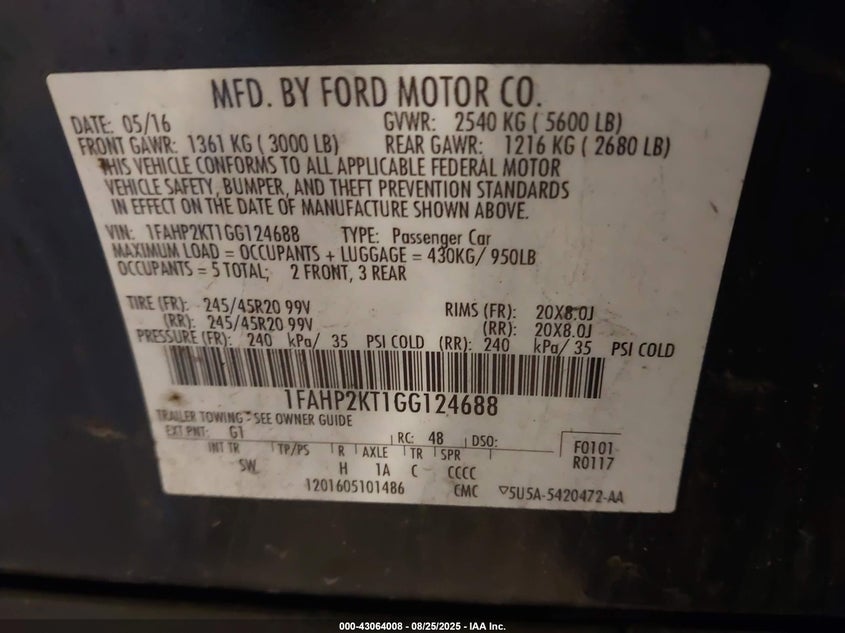 MFD. BY FORD MOTOR CO.
DATE: 05/16 GVWR: 2540 KG ( 5600 LB)
FRONT GAWR: 1361 KG ( 3000 LB) REAR GAWR: 1216 KG ( 2680 LB)
THIS VEHICLE CONFORMS TO ALL APPLICABLE FEDERAL MOTOR
VEHICLE SAFETY, BUMPER, AND THEFT PREVENTION STANDARDS
IN EFFECT ON THE DATE OF MANUFACTURE SHOWN ABOVE.
VIN: 1FAHP2KT1GG124688 TYPE: Passenger Car
MAXIMUM LOAD = OCCUPANTS + LUGGAGE = 430KG/ 950LB
OCCUPANTS = 5 TOTAL; 2 FRONT, 3 REAR
TIRE (FR): 245/45R20 99V RIMS (FR): 20X8.0J
(RR): 245/45R20 99V (RR): 20X8.0J
PRESSURE (FR): 240 kPa/ 35 PSI COLD (RR): 240 kPa/ 35 PSI COLD
1FAHP2KT1GG124688
TRAILER TOWING - SEE OWNER GUIDE
EXT PNT: G1 RC: 48 DSO: F0101
INT TR TP/PS R AXLE TR SPR R0117
SW H 1A C CCCC
1201605101486 CMC ▽5U5A-5420472-AA
000-43064008 - 08/25/2025 - IAA Inc.